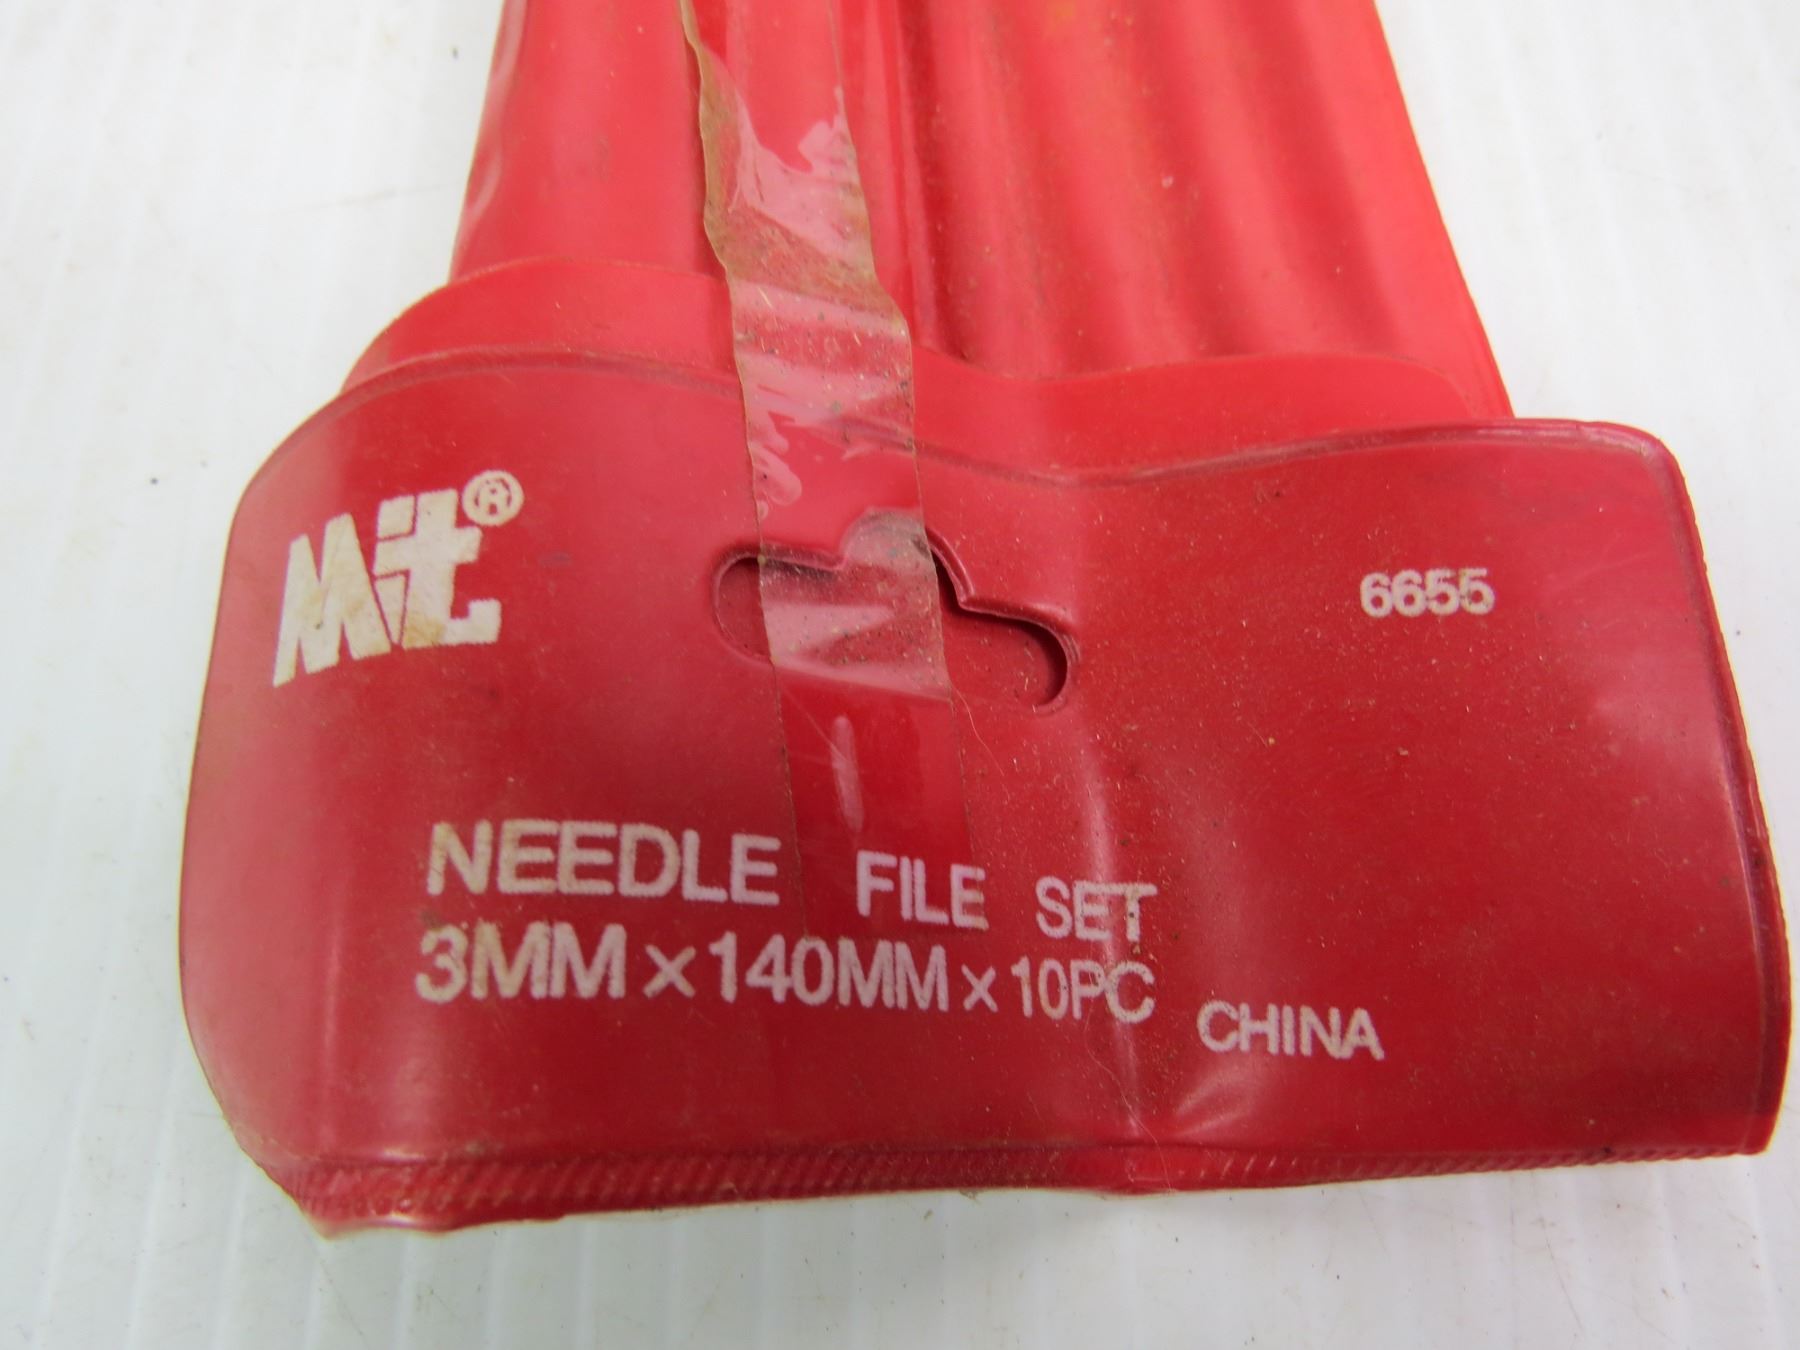 Mit®
6655
NEEDLE FILE SET
3MM x 140MM x 10PC
CHINA